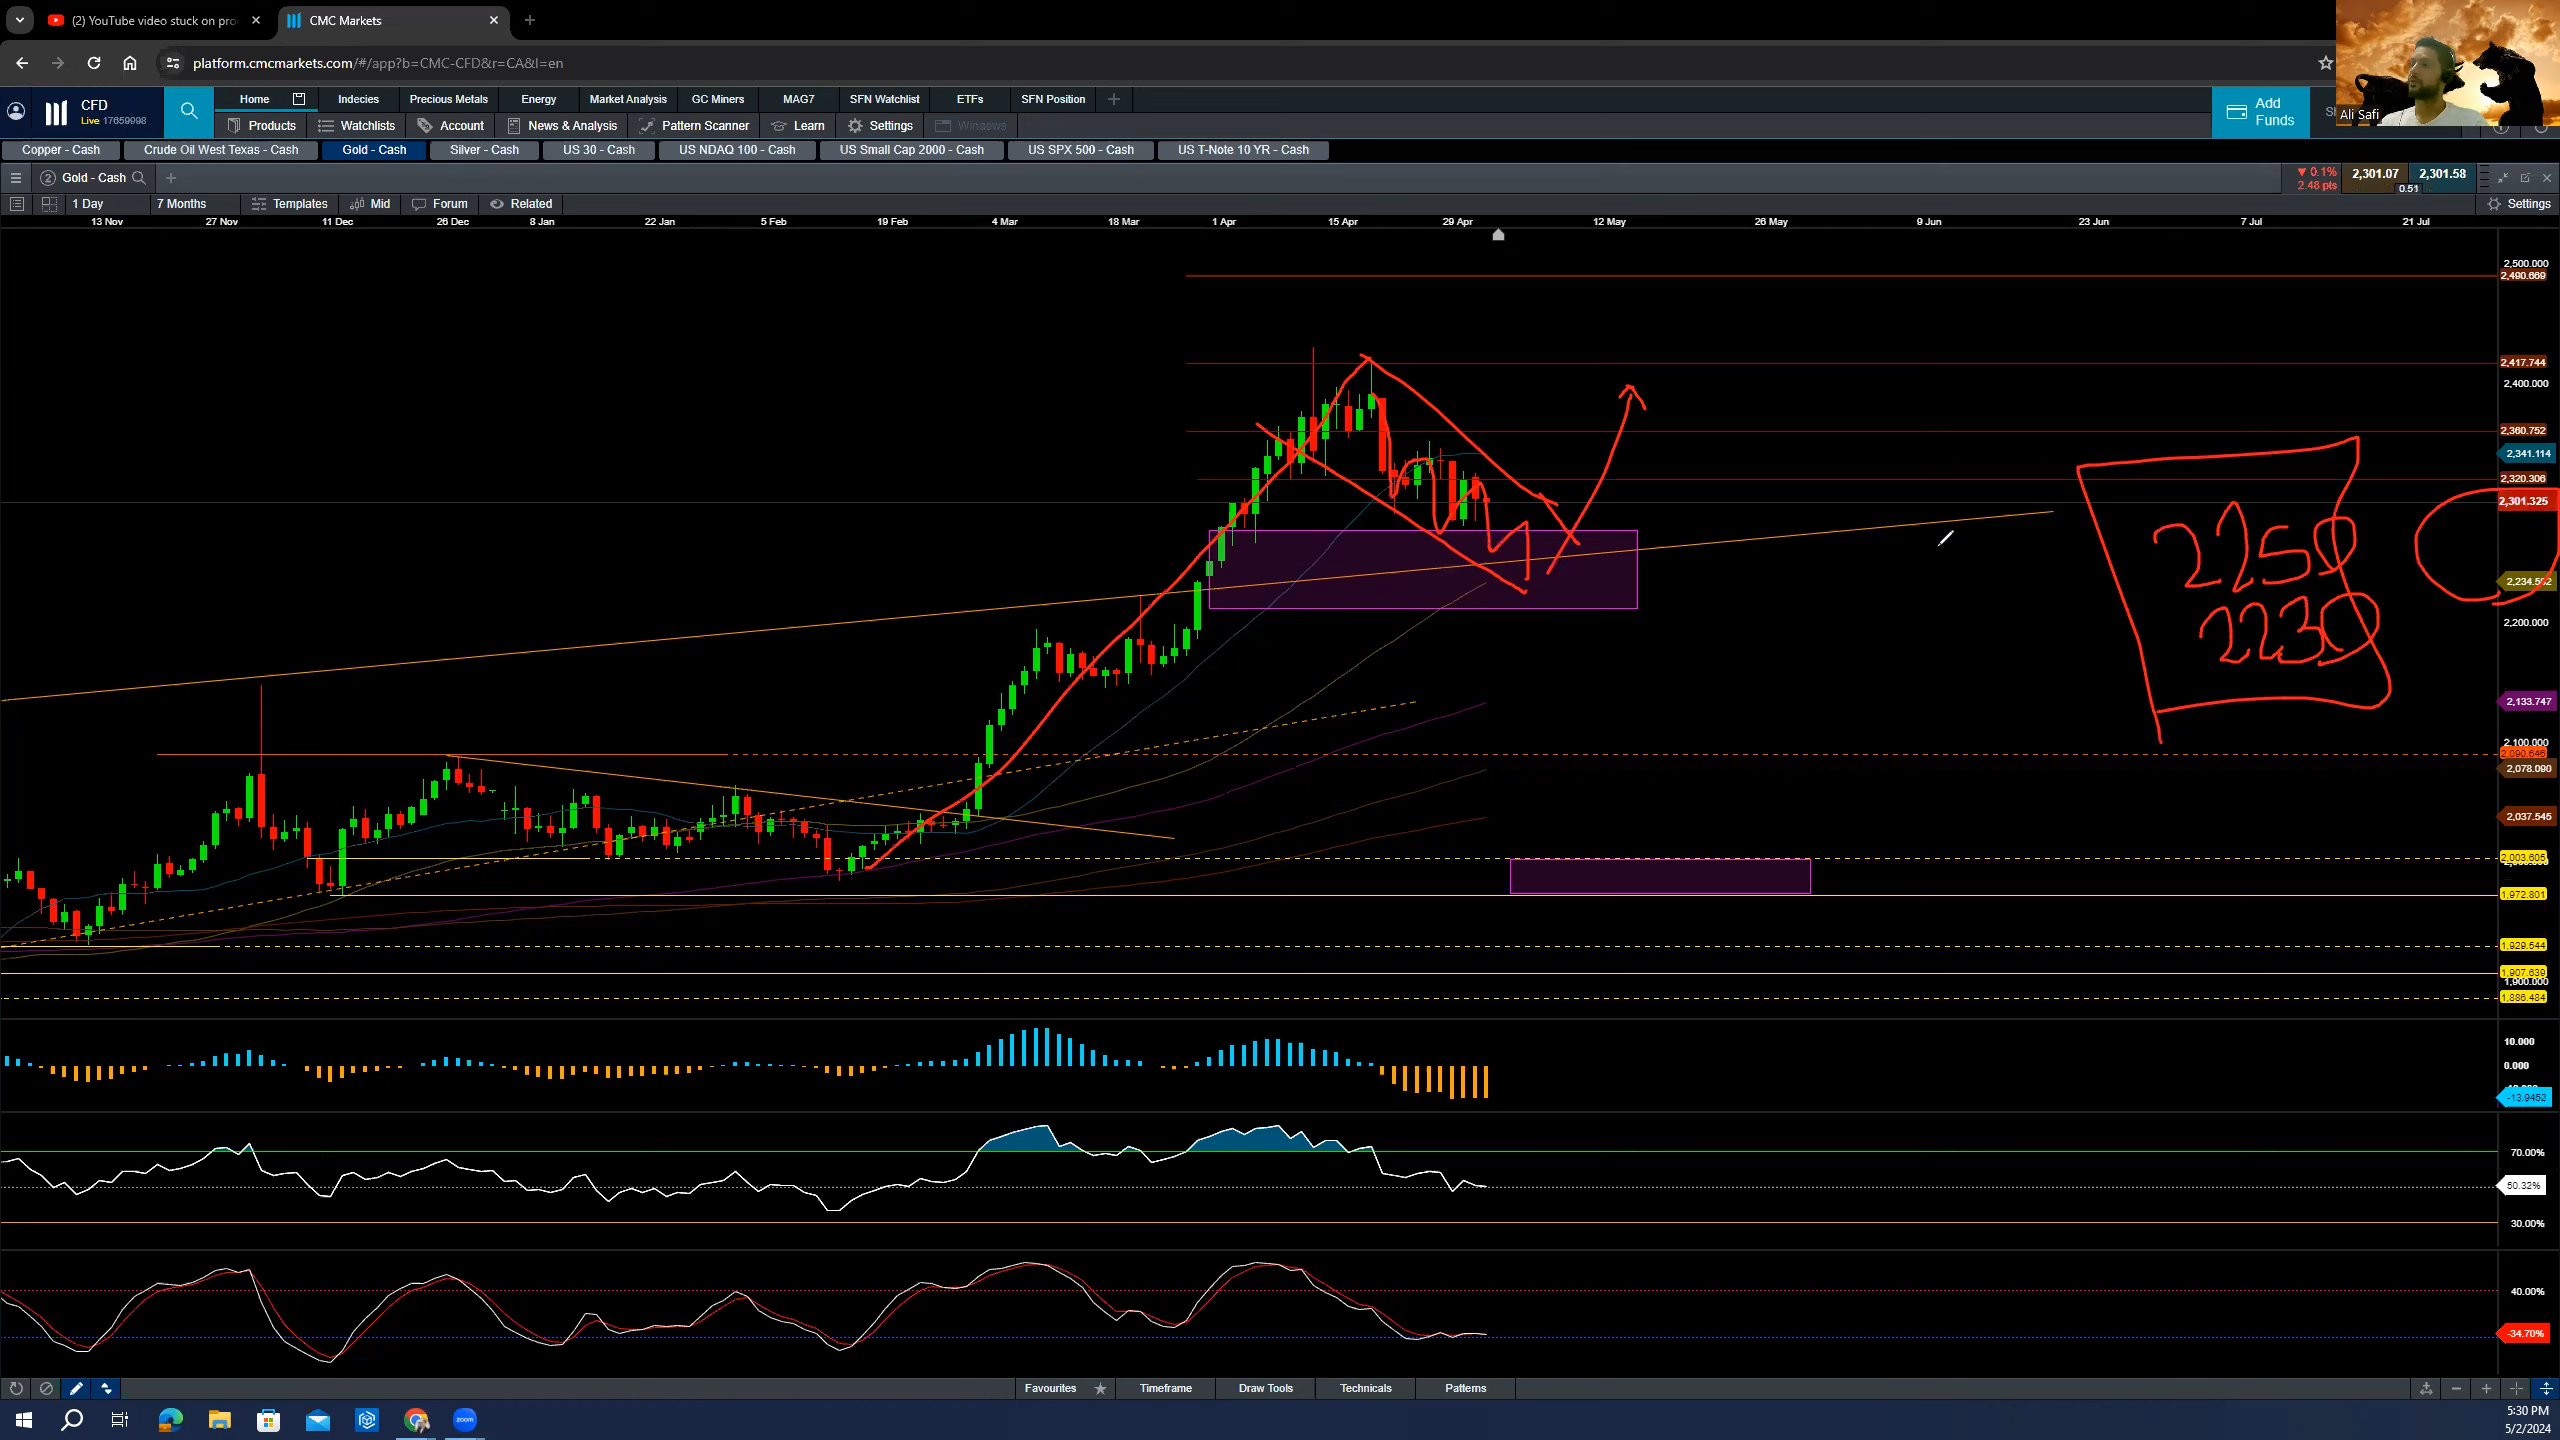 (2) YouTube video stuck on pro
CMC Markets
platform.cmcmarkets.com/#/app?b=CMC-CFD&r=CA&l=en
CFD
Live 17659998
Home Indecies Precious Metals Energy Market Analysis GC Miners MAG7 SFN Watchlist ETFs SFN Position
Products Watchlists Account News & Analysis Pattern Scanner Learn Settings
Add Funds
Ali Safi
Copper - Cash Crude Oil West Texas - Cash Gold - Cash Silver - Cash US 30 - Cash US NDAQ 100 - Cash US Small Cap 2000 - Cash US SPX 500 - Cash US T-Note 10 YR - Cash
2 Gold - Cash
0.1%
2.48 pts
2,301.07 2,301.58
0.51
1 Day 7 Months Templates Mid Forum Related Settings
13 Nov 27 Nov 11 Dec 26 Dec 8 Jan 22 Jan 5 Feb 19 Feb 4 Mar 18 Mar 1 Apr 15 Apr 29 Apr 12 May 26 May 9 Jun 23 Jun 7 Jul 21 Jul
2,500.000
2,490.669
2,417.744
2,400.000
2,360.752
2,341.114
2,320.306
2,301.325
2250
2230
2,200.000
2,133.747
2,100.000
2,090.646
2,078.090
2,037.545
2,003.605
1,972.801
1,929.544
1,907.639
1,900.000
1,886.484
10.000
0.000
-13.9452
70.00%
50.32%
30.00%
40.00%
-34.70%
Favourites Timeframe Draw Tools Technicals Patterns
zoom
5:30 PM
5/2/2024